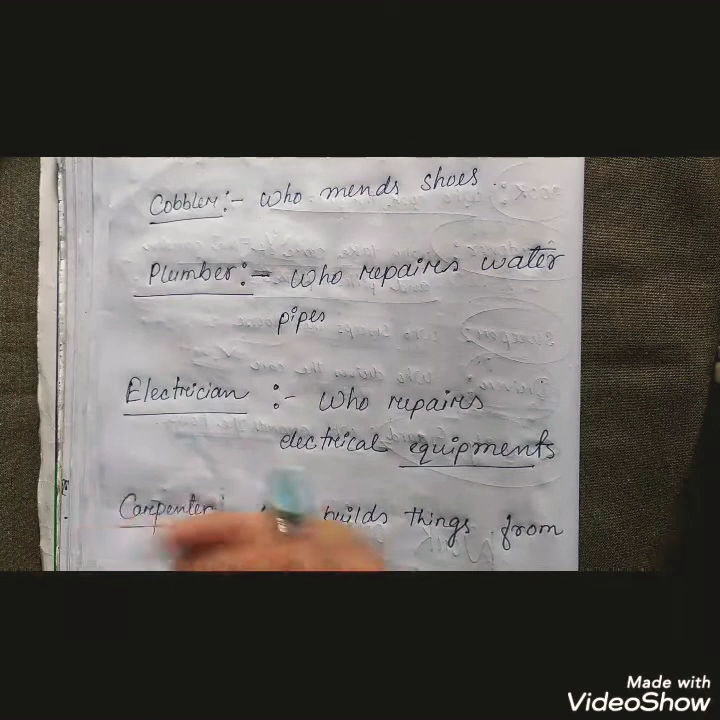 Cobbler:- who mends shoes.
Plumber:- who repairs water
pipes
Electrician :- who repairs
electrical equipments
Carpenter: builds things from
Made with
VideoShow